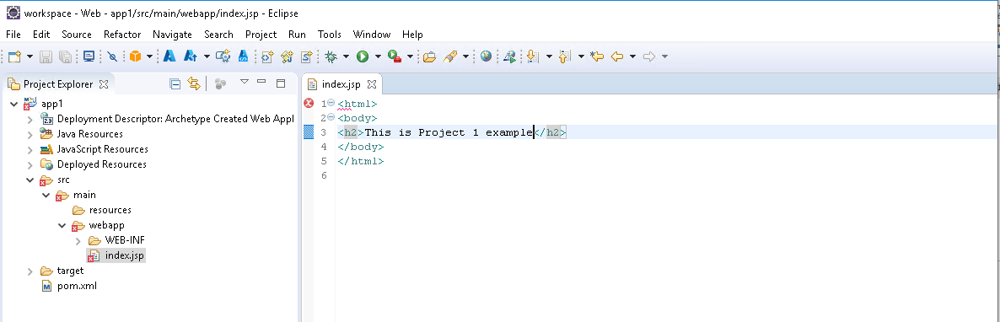 workspace - Web - app1/src/main/webapp/index.jsp - Eclipse
File Edit Source Refactor Navigate Search Project Run Tools Window Help
Project Explorer
index.jsp
app1
Deployment Descriptor: Archetype Created Web Appl
Java Resources
JavaScript Resources
Deployed Resources
src
main
resources
webapp
WEB-INF
index.jsp
target
pom.xml
1 <html>
2 <body>
3 <h2>This is Project 1 example</h2>
4 </body>
5 </html>
6